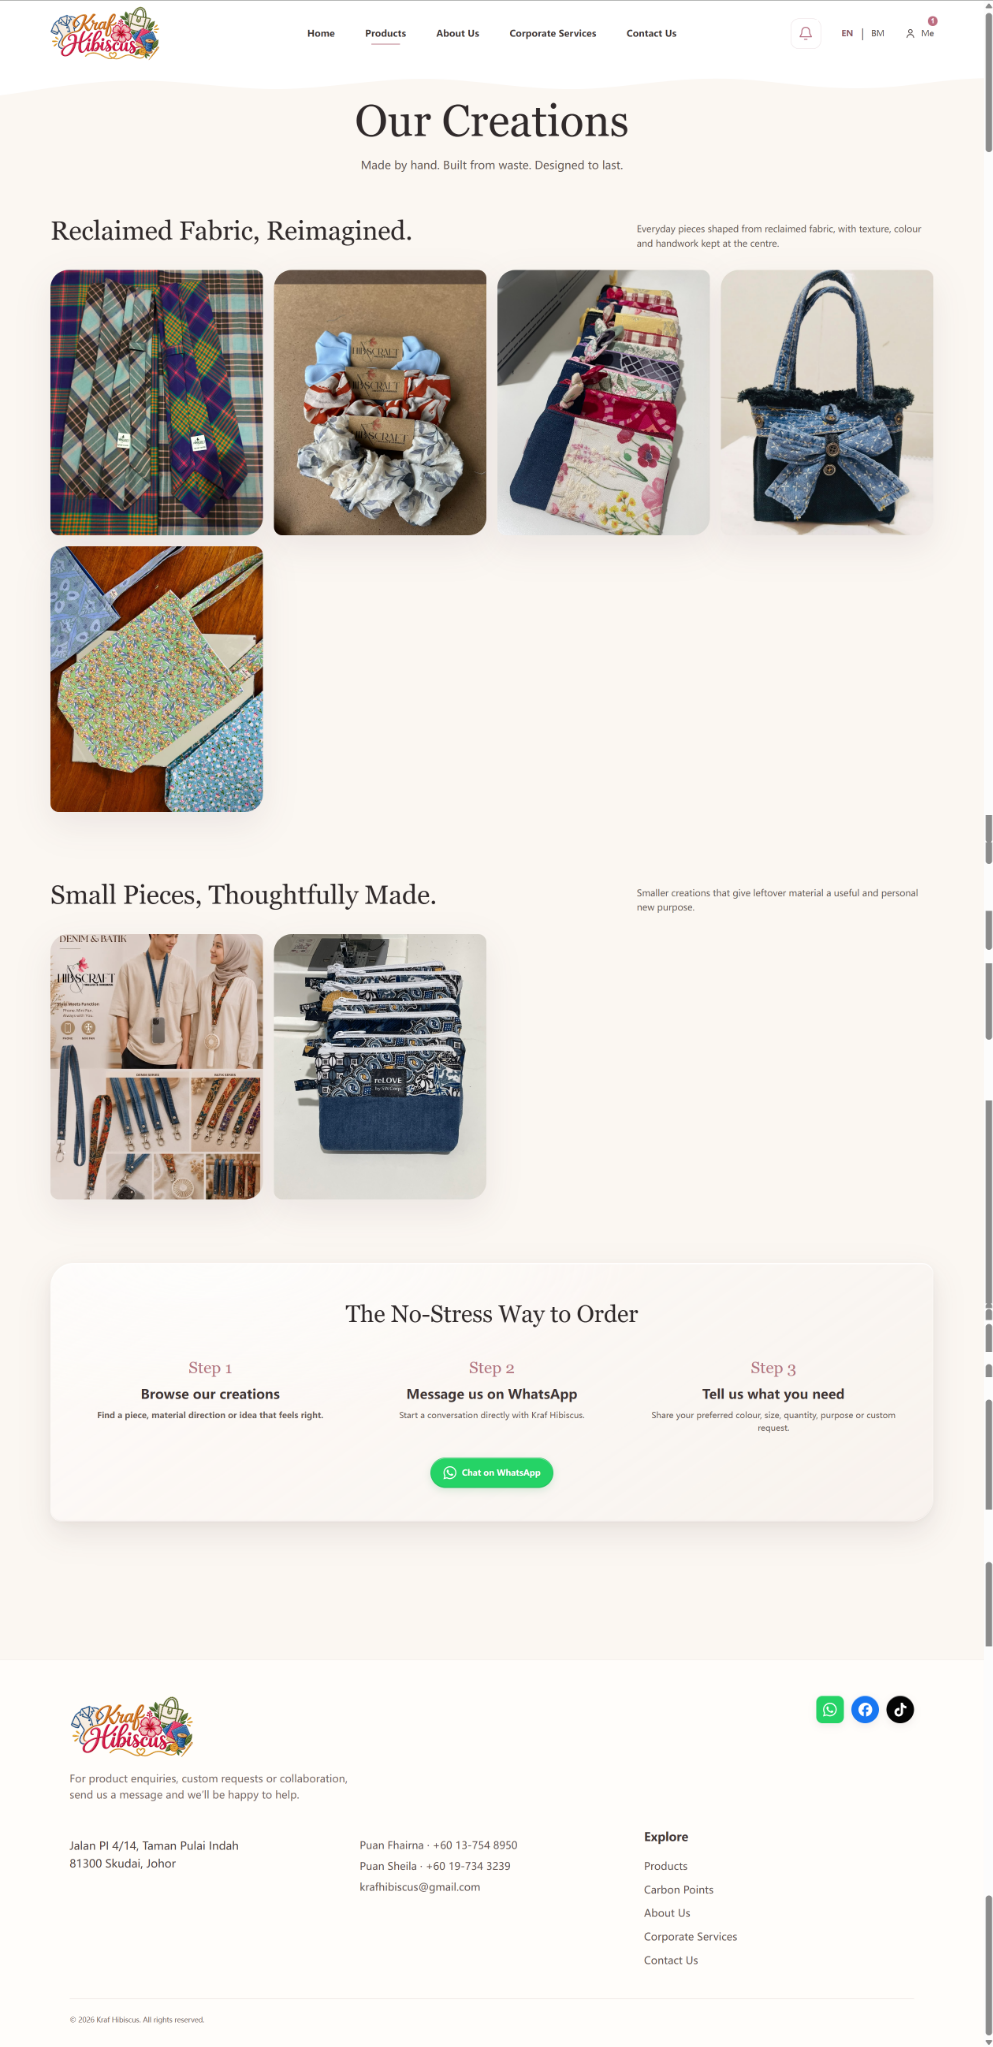 Kraf
Hibiscus
Home
Products
About Us
Corporate Services
Contact Us
EN | BM
Me
1
Our Creations
Made by hand. Built from waste. Designed to last.
Reclaimed Fabric, Reimagined.
Everyday pieces shaped from reclaimed fabric, with texture, colour
and handwork kept at the centre.
HIBISCRAFT
HIBISCRAFT
HIBISCRAFT
Small Pieces, Thoughtfully Made.
Smaller creations that give leftover material a useful and personal
new purpose.
DENIM & BATIK
HIBISCRAFT
reLOVE
The No-Stress Way to Order
Step 1
Browse our creations
Find a piece, material direction or idea that feels right.
Step 2
Message us on WhatsApp
Start a conversation directly with Kraf Hibiscus.
Step 3
Tell us what you need
Share your preferred colour, size, quantity, purpose or custom
request.
Chat on WhatsApp
Kraf
Hibiscus
For product enquiries, custom requests or collaboration,
send us a message and we'll be happy to help.
Jalan PI 4/14, Taman Pulai Indah
81300 Skudai, Johor
Puan Fhairna · +60 13-754 8950
Puan Sheila · +60 19-734 3239
krafhibiscus@gmail.com
Explore
Products
Carbon Points
About Us
Corporate Services
Contact Us
© 2026 Kraf Hibiscus. All rights reserved.